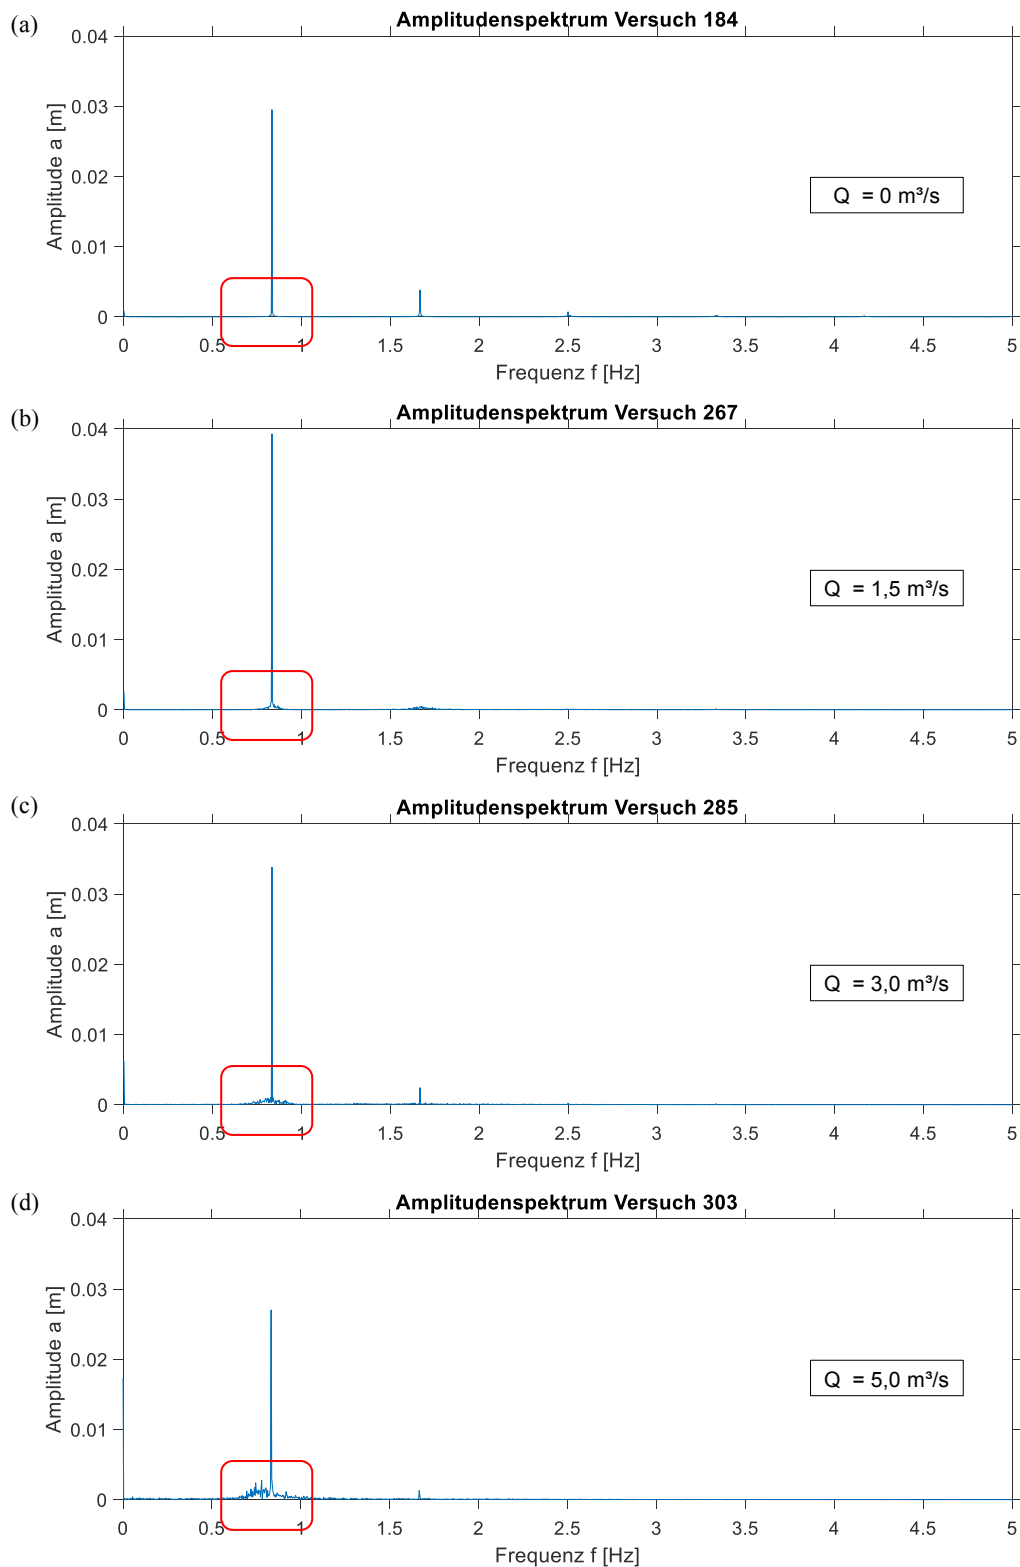 (a)
Amplitudenspektrum Versuch 184
0.04
0.03
0.02
0.01
0
Amplitude a [m]
Q = 0 m³/s
0 0.5 1 1.5 2 2.5 3 3.5 4 4.5 5
Frequenz f [Hz]
(b)
Amplitudenspektrum Versuch 267
0.04
0.03
0.02
0.01
0
Amplitude a [m]
Q = 1,5 m³/s
0 0.5 1 1.5 2 2.5 3 3.5 4 4.5 5
Frequenz f [Hz]
(c)
Amplitudenspektrum Versuch 285
0.04
0.03
0.02
0.01
0
Amplitude a [m]
Q = 3,0 m³/s
0 0.5 1 1.5 2 2.5 3 3.5 4 4.5 5
Frequenz f [Hz]
(d)
Amplitudenspektrum Versuch 303
0.04
0.03
0.02
0.01
0
Amplitude a [m]
Q = 5,0 m³/s
0 0.5 1 1.5 2 2.5 3 3.5 4 4.5 5
Frequenz f [Hz]